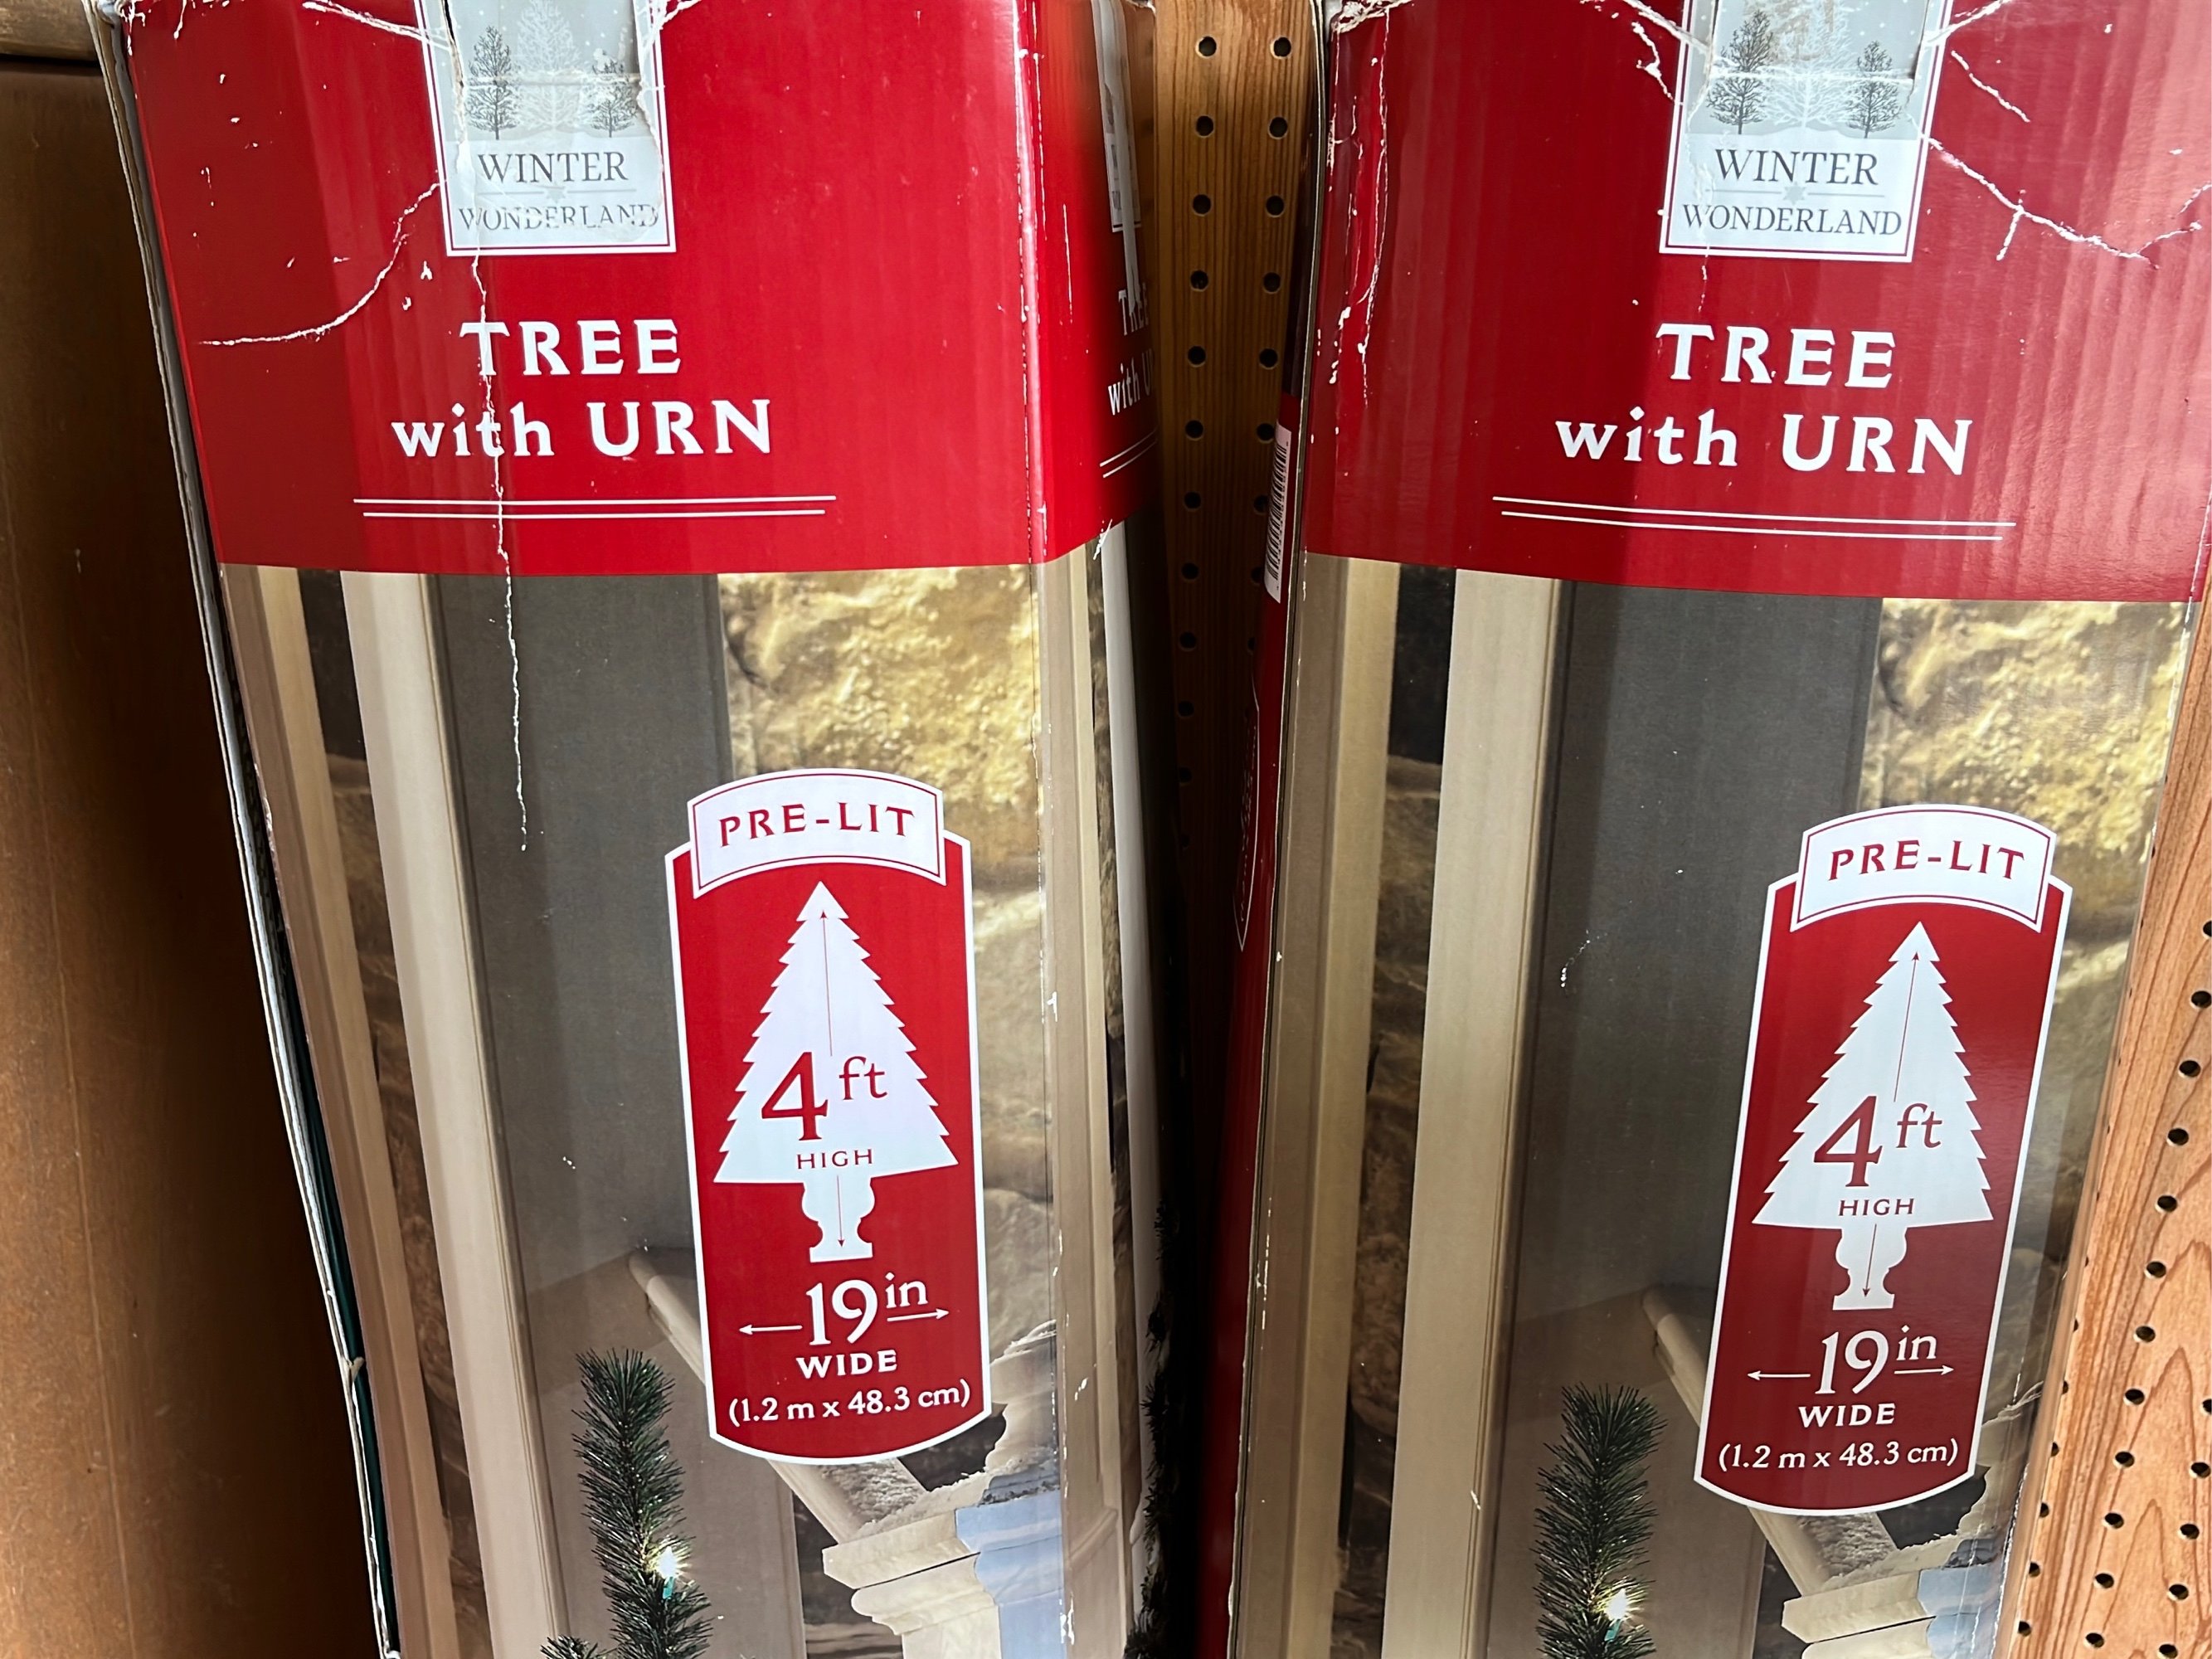 WINTER
WONDERLAND
TREE
with URN
PRE-LIT
4 ft
HIGH
19 in
WIDE
(1.2 m x 48.3 cm)
with
WINTER
WONDERLAND
TREE
with URN
PRE-LIT
4 ft
HIGH
19 in
WIDE
(1.2 m x 48.3 cm)